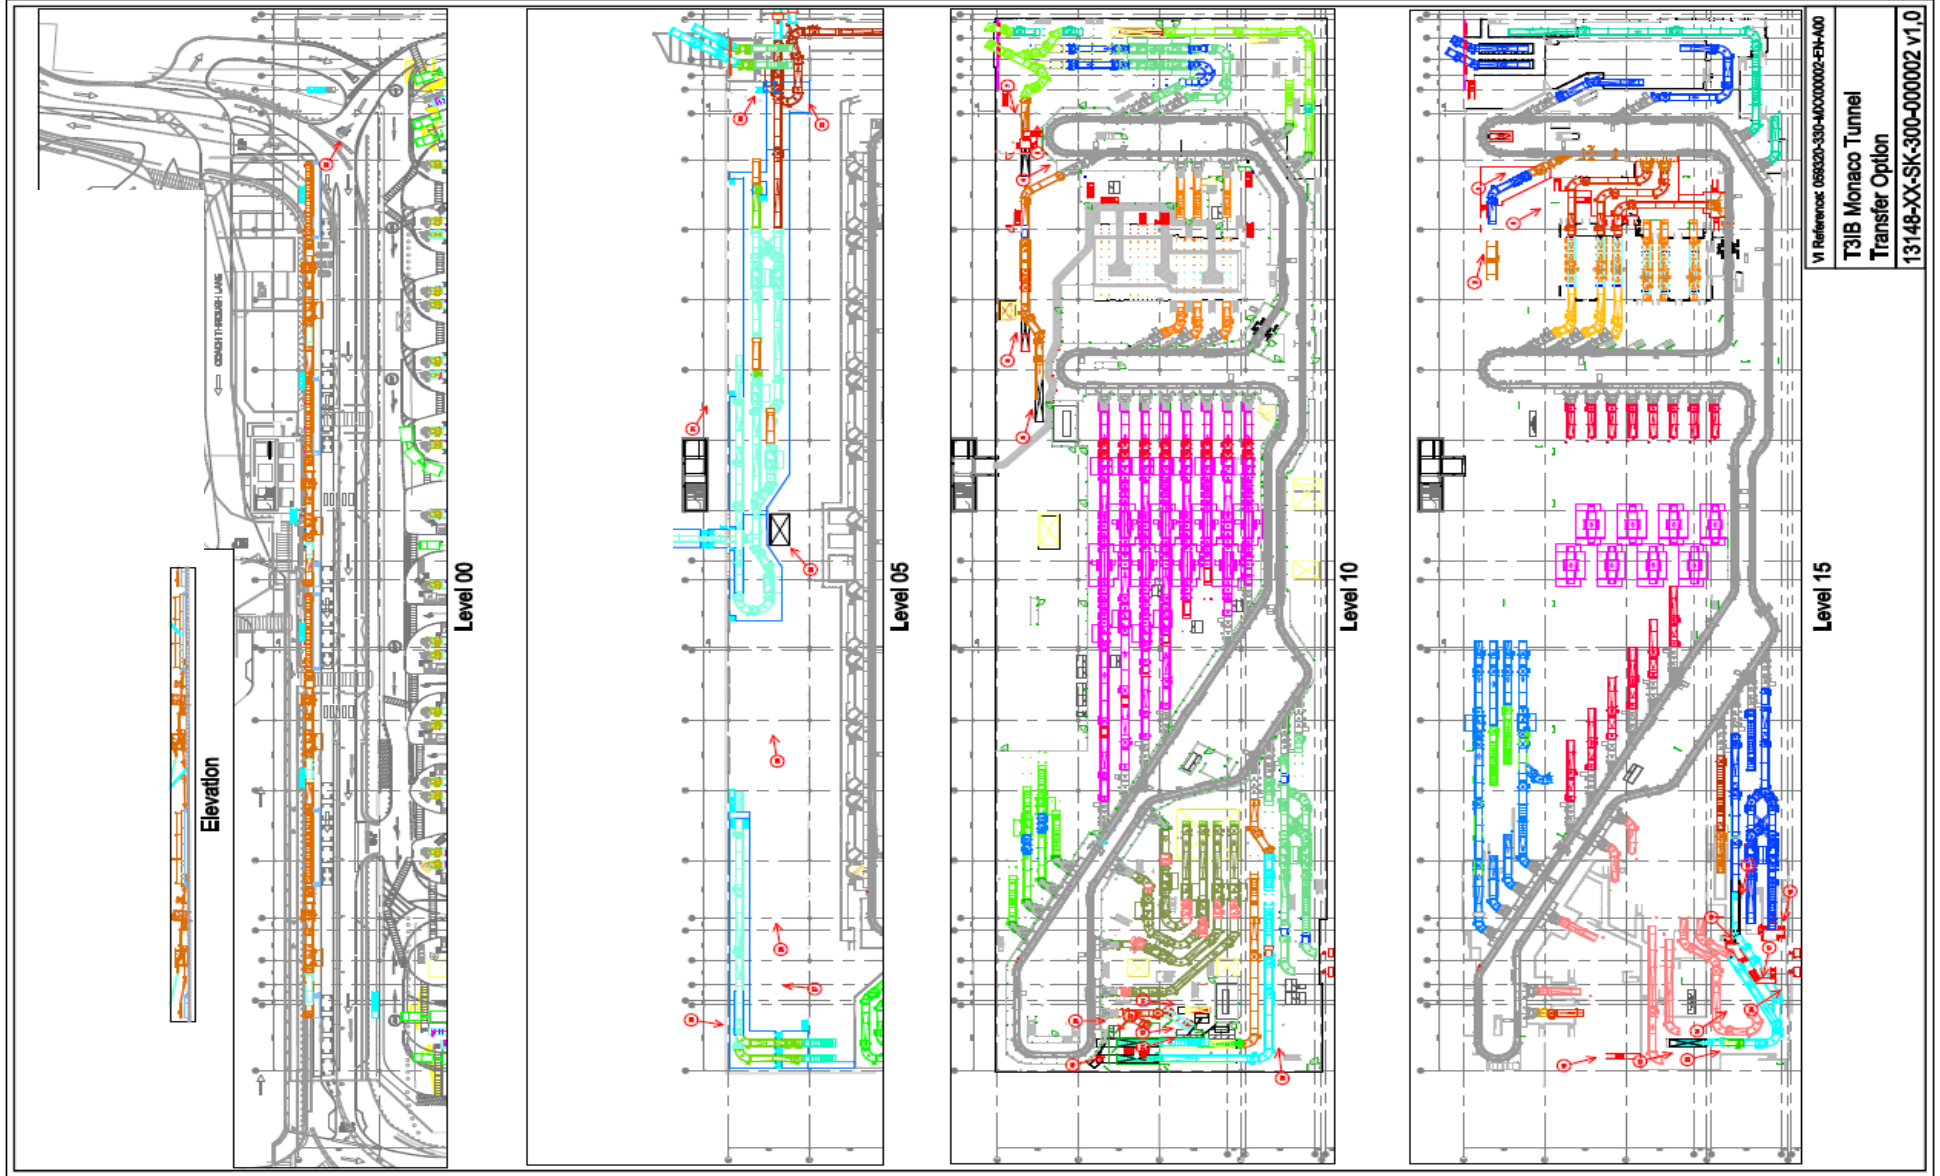 VI Reference: 059320-330-MXX00002-EN-A00
T3IB Monaco Tunnel
Transfer Option
13148-XX-SK-300-000002 v1,0
Elevation
Level 00
Level 05
Level 10
Level 15
COACH THROUGH LANE